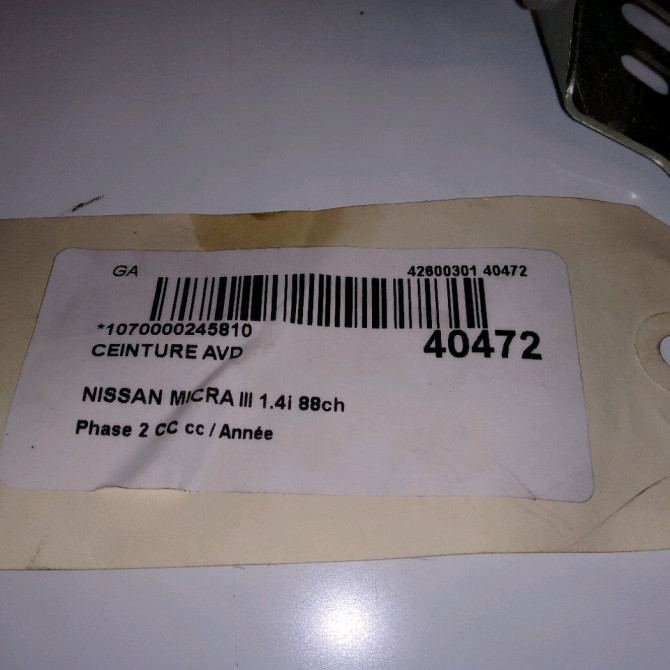 GA 42600301 40472
*1070000245810
CEINTURE AVD 40472
NISSAN MICRA III 1.4i 88ch
Phase 2 CC cc / Année